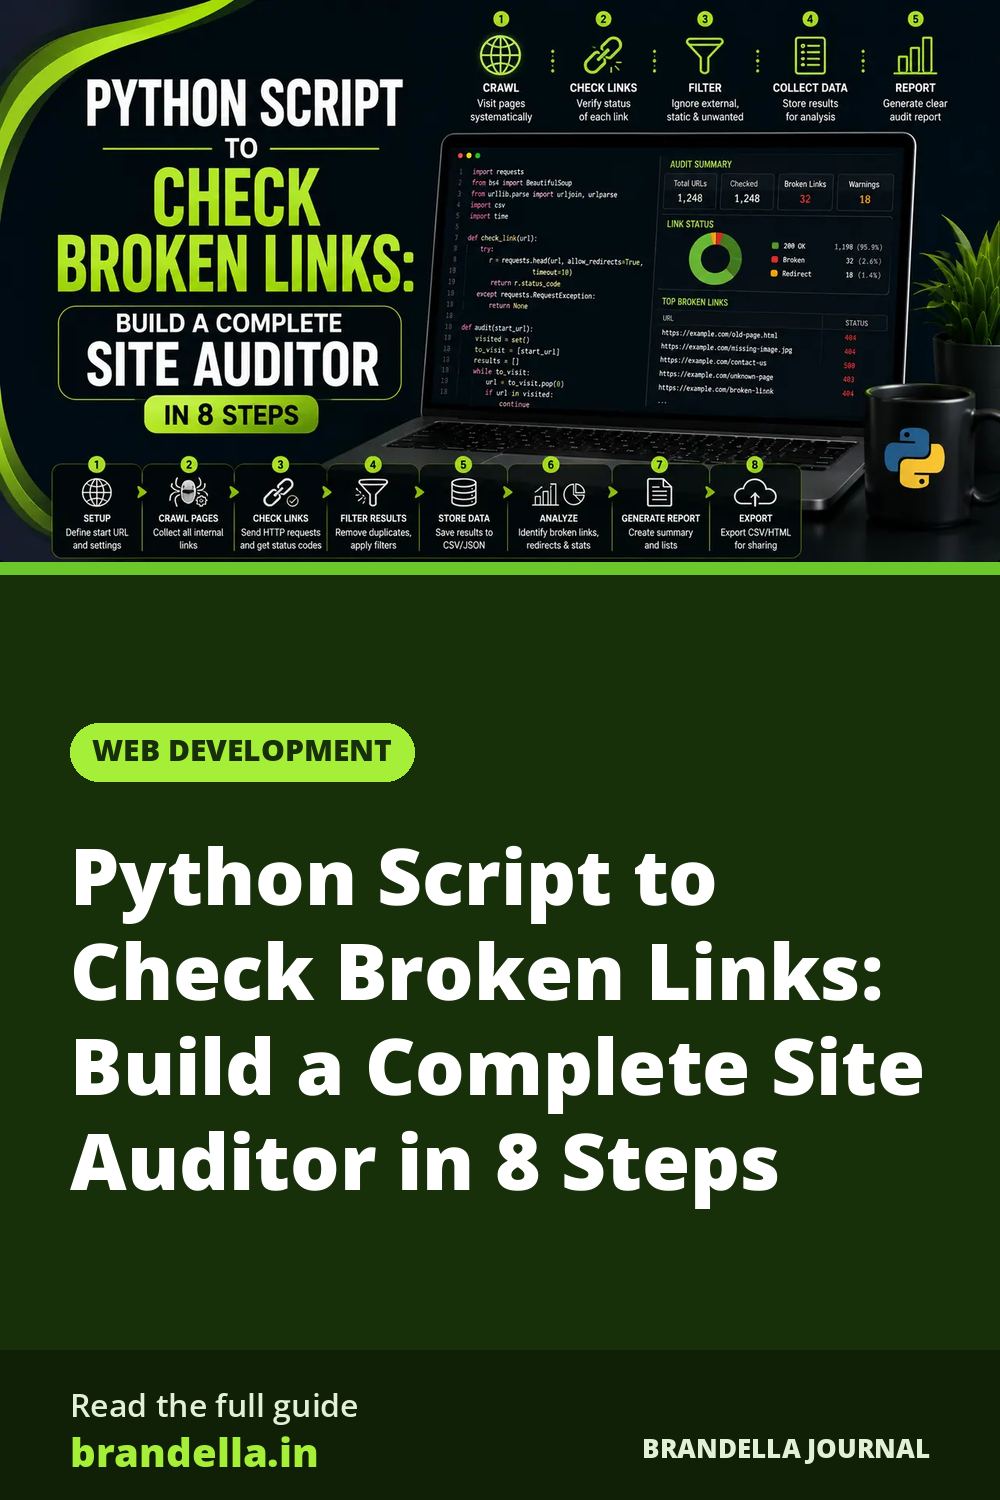 PYTHON SCRIPT
TO
CHECK
BROKEN LINKS:
BUILD A COMPLETE
SITE AUDITOR
IN 8 STEPS
1
CRAWL
Visit pages
systematically
2
CHECK LINKS
Verify status
of each link
3
FILTER
Ignore external,
static & unwanted
4
COLLECT DATA
Store results
for analysis
5
REPORT
Generate clear
audit report
import requests
from bs4 import BeautifulSoup
from urllib.parse import urljoin, urlparse
import csv
import time
def check_link(url):
try:
r = requests.head(url, allow_redirects=True,
timeout=10)
return r.status_code
except requests.RequestException:
return None
def audit(start_url):
visited = set()
to_visit = [start_url]
results = []
while to_visit:
url = to_visit.pop(0)
if url in visited:
continue
AUDIT SUMMARY
Total URLs
1,248
Checked
1,248
Broken Links
32
Warnings
18
LINK STATUS
200 OK 1,198 (95.9%)
Broken 32 (2.6%)
Redirect 18 (1.4%)
TOP BROKEN LINKS
URL STATUS
https://example.com/old-page.html 404
https://example.com/missing-image.jpg 404
https://example.com/contact-us 500
https://example.com/unknown-page 403
https://example.com/broken-liink 404
...
1
SETUP
Define start URL
and settings
2
CRAWL PAGES
Collect all internal
links
3
CHECK LINKS
Send HTTP requests
and get status codes
4
FILTER RESULTS
Remove duplicates,
apply filters
5
STORE DATA
Save results to
CSV/JSON
6
ANALYZE
Identify broken links,
redirects & stats
7
GENERATE REPORT
Create summary
and lists
8
EXPORT
Export CSV/HTML
for sharing
WEB DEVELOPMENT
Python Script to
Check Broken Links:
Build a Complete Site
Auditor in 8 Steps
Read the full guide
brandella.in
BRANDELLA JOURNAL